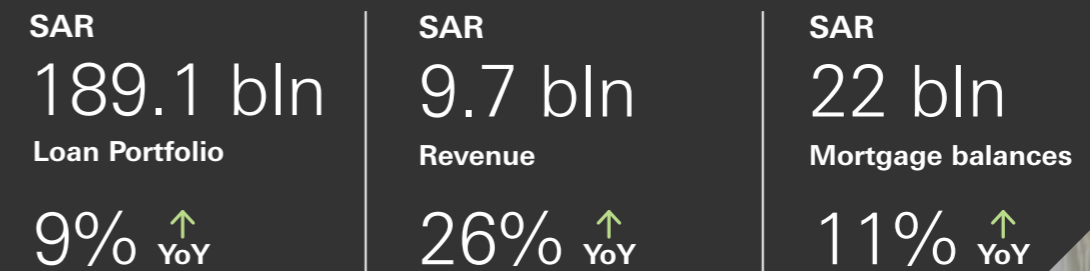 SAR
189.1 bln
Loan Portfolio
9% ↑ YoY
SAR
9.7 bln
Revenue
26% ↑ YoY
SAR
22 bln
Mortgage balances
11% ↑ YoY